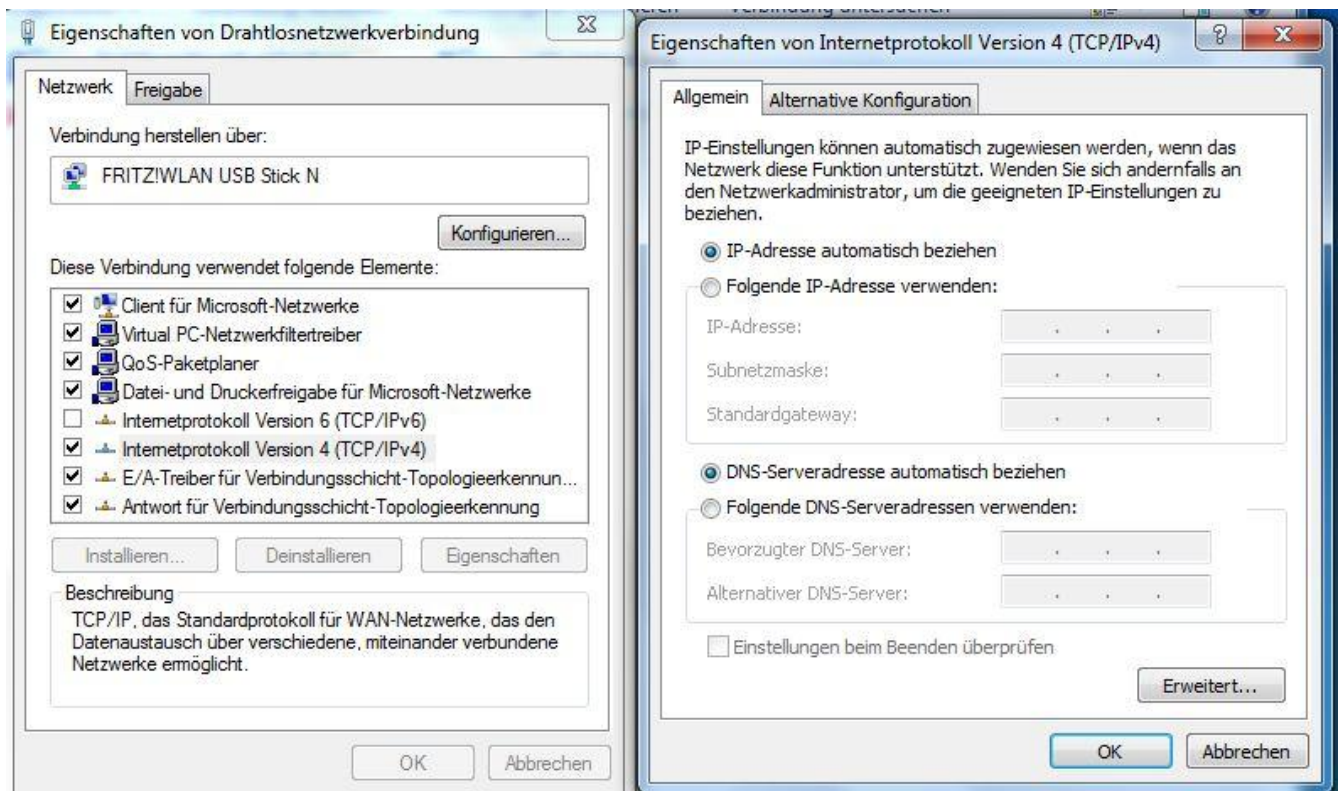 Verbindung untersuchen
Eigenschaften von Drahtlosnetzwerkverbindung
Netzwerk
Freigabe
Verbindung herstellen über:
FRITZ!WLAN USB Stick N
Konfigurieren...
Diese Verbindung verwendet folgende Elemente:
Client für Microsoft-Netzwerke
Virtual PC-Netzwerkfiltertreiber
QoS-Paketplaner
Datei- und Druckerfreigabe für Microsoft-Netzwerke
Internetprotokoll Version 6 (TCP/IPv6)
Internetprotokoll Version 4 (TCP/IPv4)
E/A-Treiber für Verbindungsschicht-Topologieerkennun...
Antwort für Verbindungsschicht-Topologieerkennung
Installieren...
Deinstallieren
Eigenschaften
Beschreibung
TCP/IP, das Standardprotokoll für WAN-Netzwerke, das den
Datenaustausch über verschiedene, miteinander verbundene
Netzwerke ermöglicht.
OK
Abbrechen
Eigenschaften von Internetprotokoll Version 4 (TCP/IPv4)
Allgemein
Alternative Konfiguration
IP-Einstellungen können automatisch zugewiesen werden, wenn das
Netzwerk diese Funktion unterstützt. Wenden Sie sich andernfalls an
den Netzwerkadministrator, um die geeigneten IP-Einstellungen zu
beziehen.
IP-Adresse automatisch beziehen
Folgende IP-Adresse verwenden:
IP-Adresse:
Subnetzmaske:
Standardgateway:
DNS-Serveradresse automatisch beziehen
Folgende DNS-Serveradressen verwenden:
Bevorzugter DNS-Server:
Alternativer DNS-Server:
Einstellungen beim Beenden überprüfen
Erweitert...
OK
Abbrechen